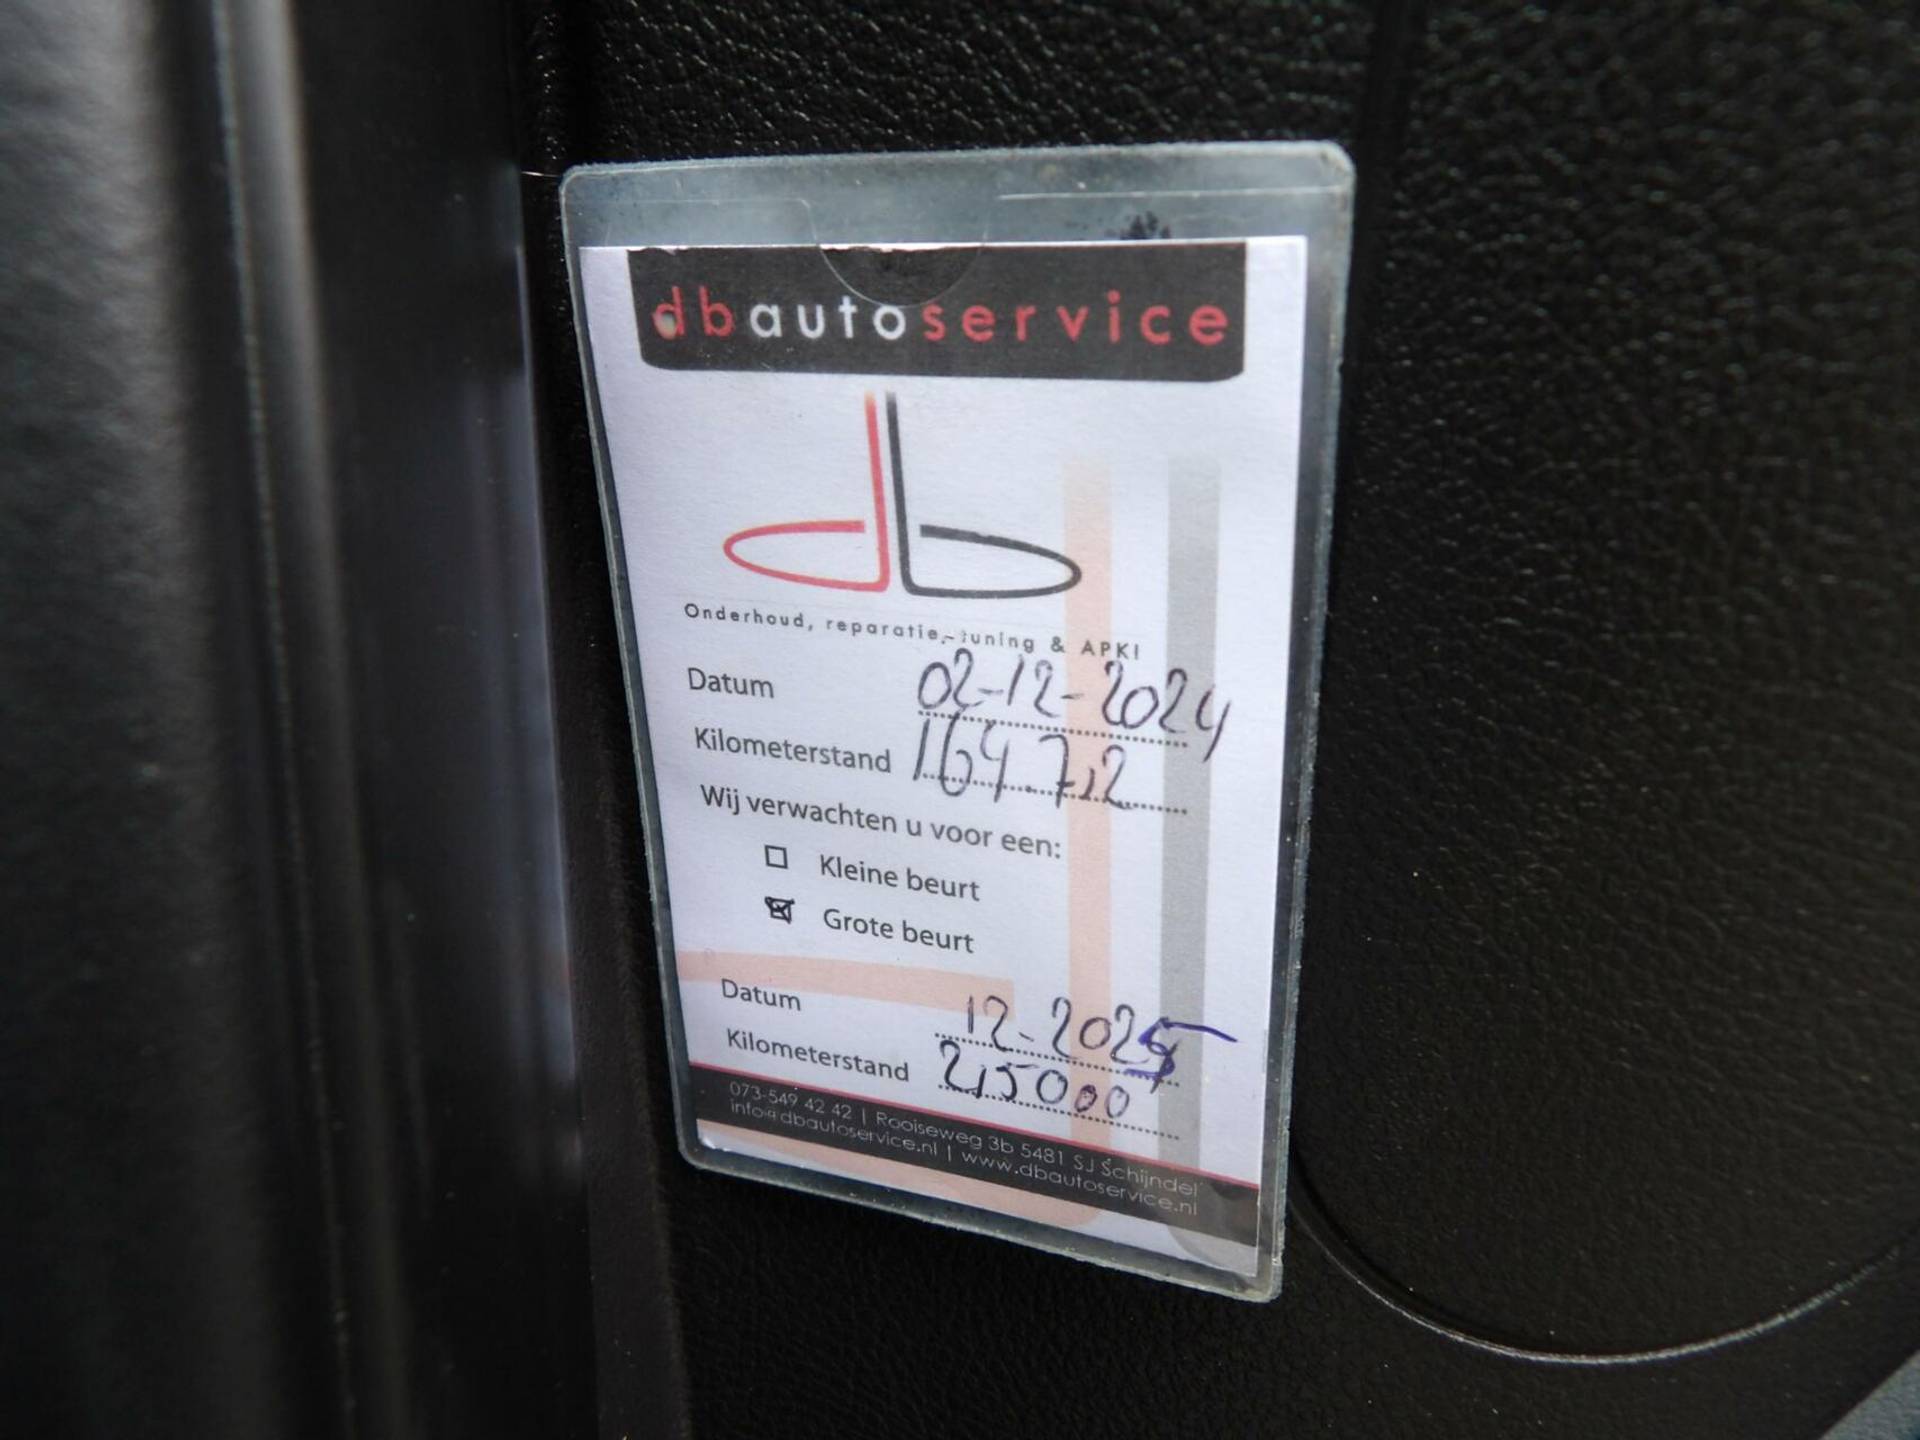 dbautoservice
db
Onderhoud, reparatie, tuning & APK!
Datum 02-12-2024
Kilometerstand
Wij verwachten u voor een:
Kleine beurt
Grote beurt
Datum 12-2025
Kilometerstand 215000
073-549 42 42 | Rooiseweg 3b 5481 SJ Schijndel
info@dbautoservice.nl | www.dbautoservice.nl